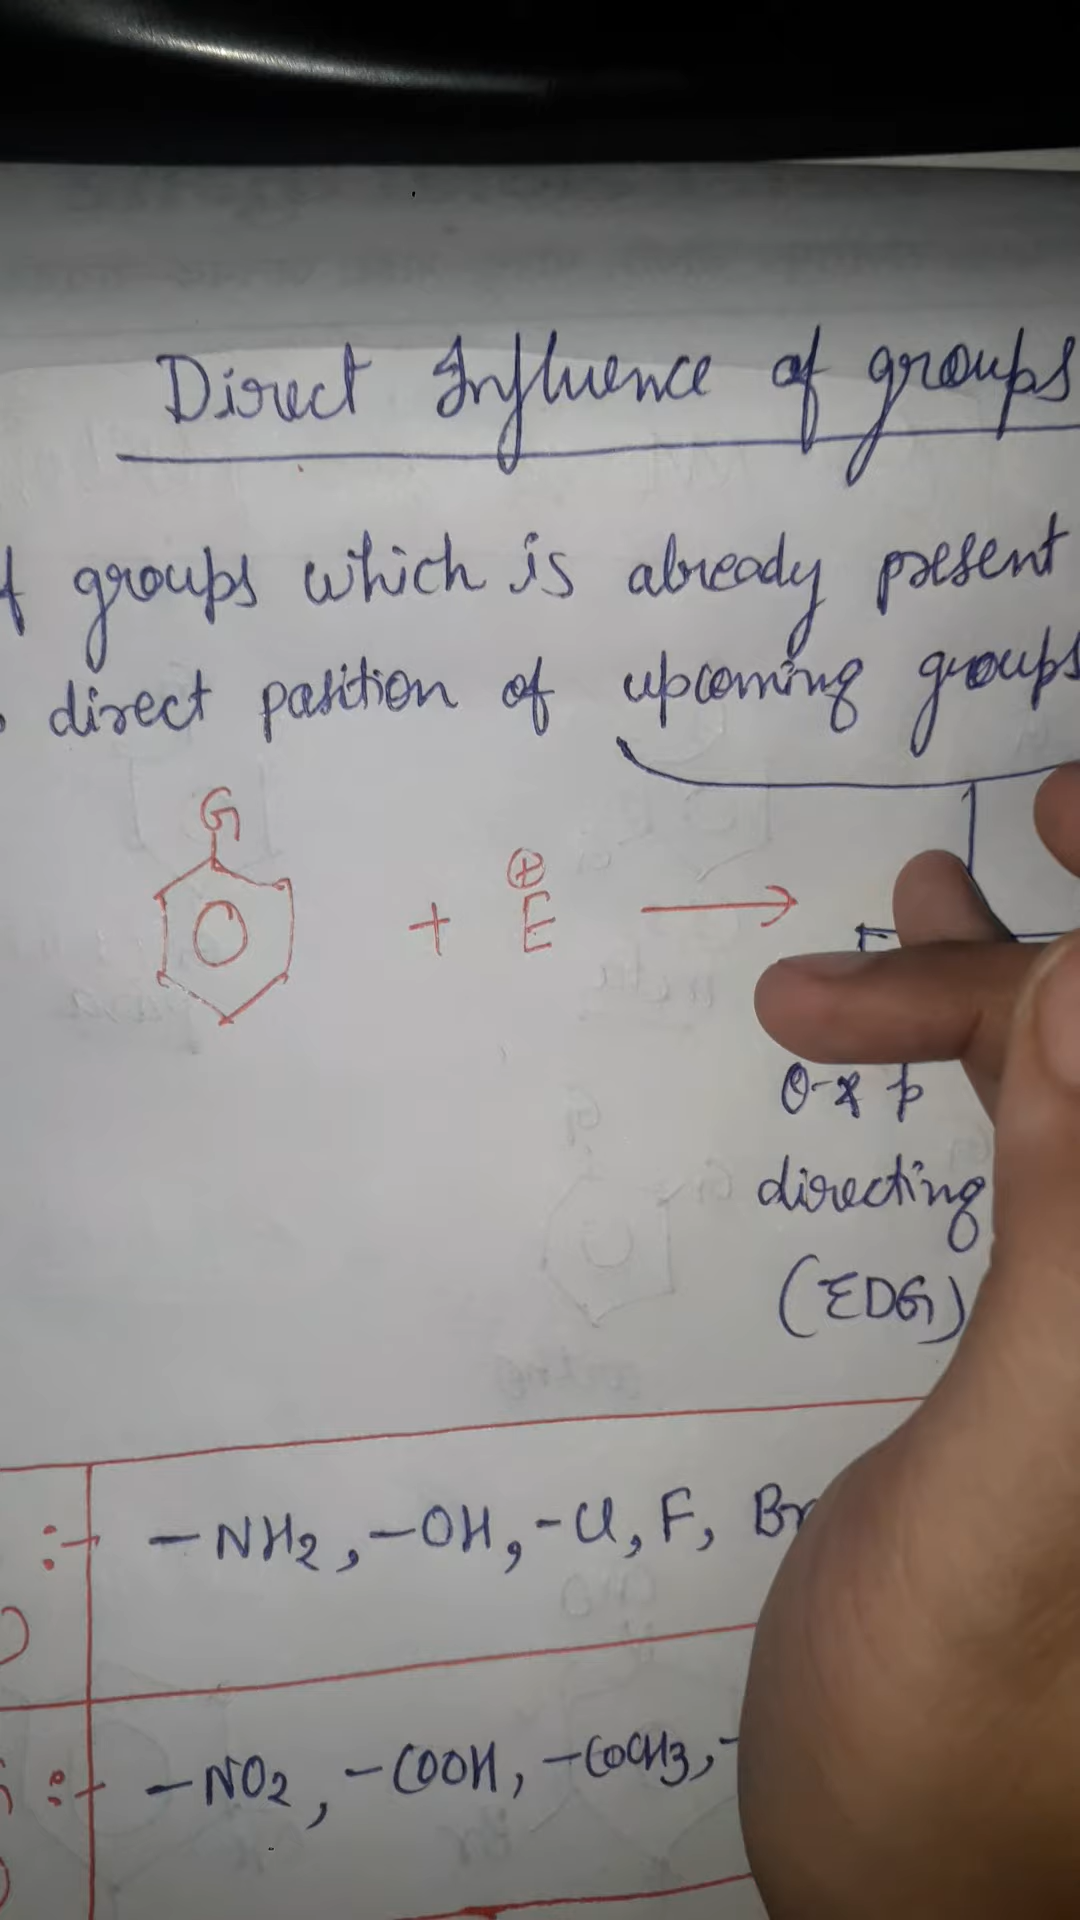 Direct Influence of groups
groups which is already present
direct position of upcoming groups
G
+ E⊕ →
O- & p
directing
(EDG)
:- -NH2, -OH, -Cl, F, Br
:- -NO2, -COOH, -COCH3, -